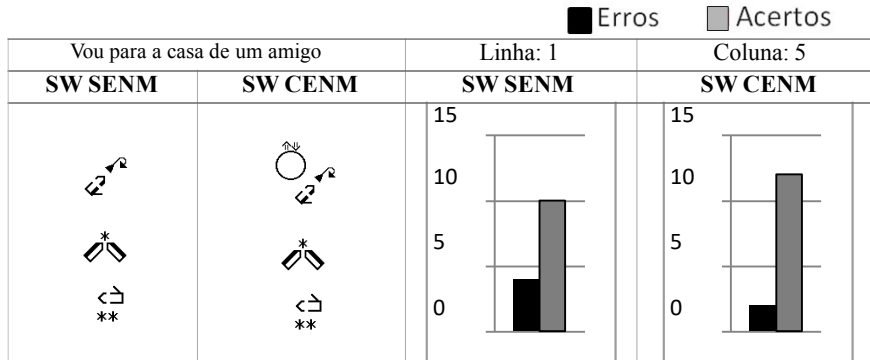 Erros Acertos
Vou para a casa de um amigo Linha: 1 Coluna: 5
SW SENM SW CENM SW SENM SW CENM
15 15
10 10
5 5
0 0